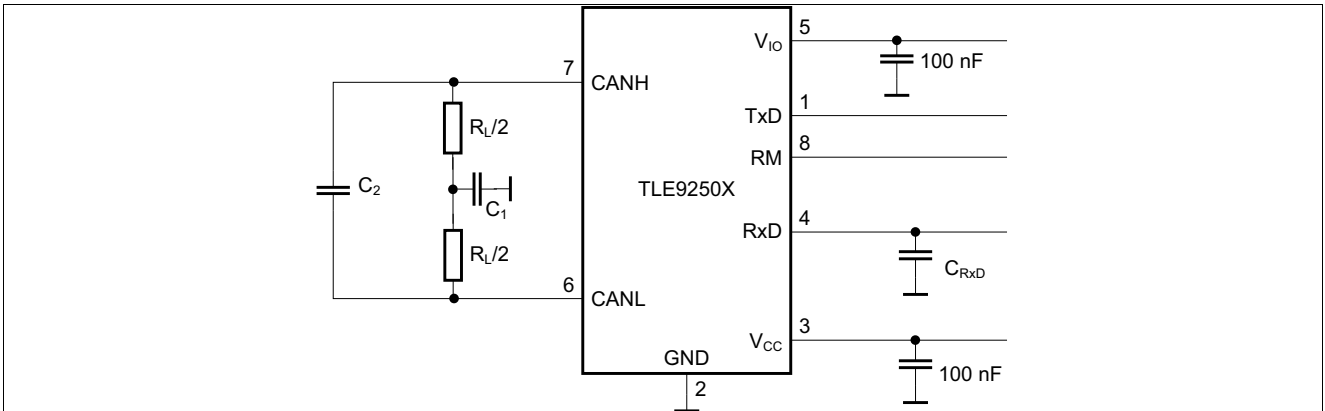 5
V_IO
100 nF
7
CANH
1
TxD
R_L/2
8
RM
C_2
C_1
TLE9250X
4
RxD
R_L/2
C_RxD
6
CANL
3
V_CC
GND
100 nF
2